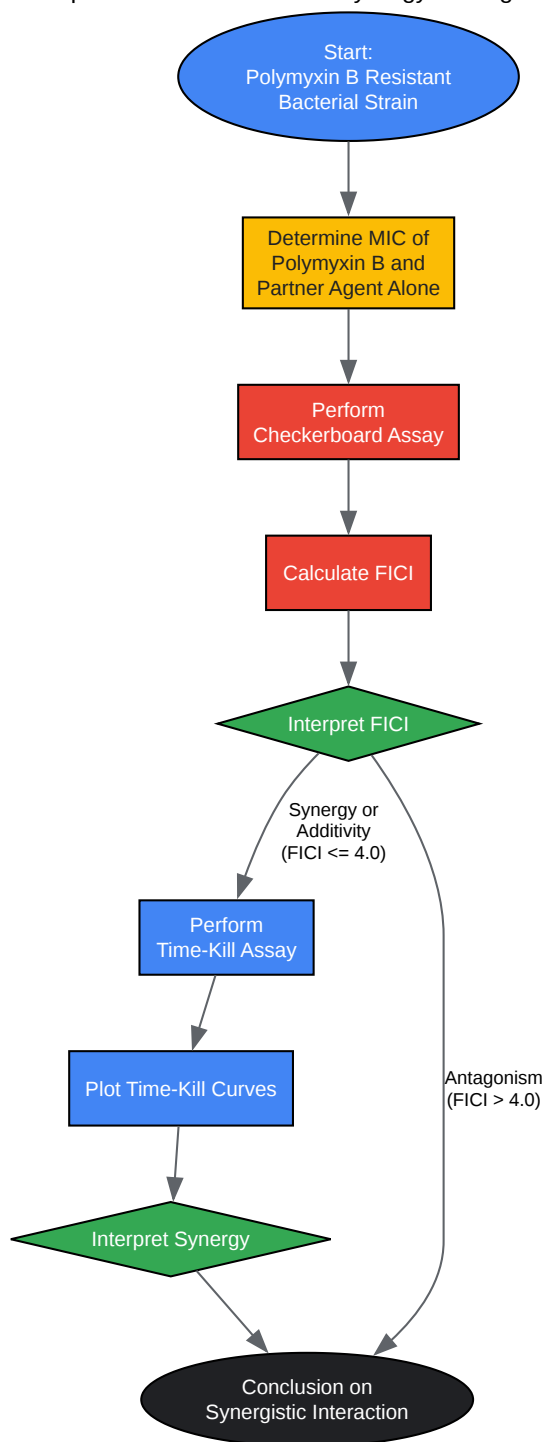 Start:
Polymyxin B Resistant
Bacterial Strain
Determine MIC of
Polymyxin B and
Partner Agent Alone
Perform
Checkerboard Assay
Calculate FICI
Interpret FICI
Synergy or
Additivity
(FICI <= 4.0)
Perform
Time-Kill Assay
Plot Time-Kill Curves
Antagonism
(FICI > 4.0)
Interpret Synergy
Conclusion on
Synergistic Interaction